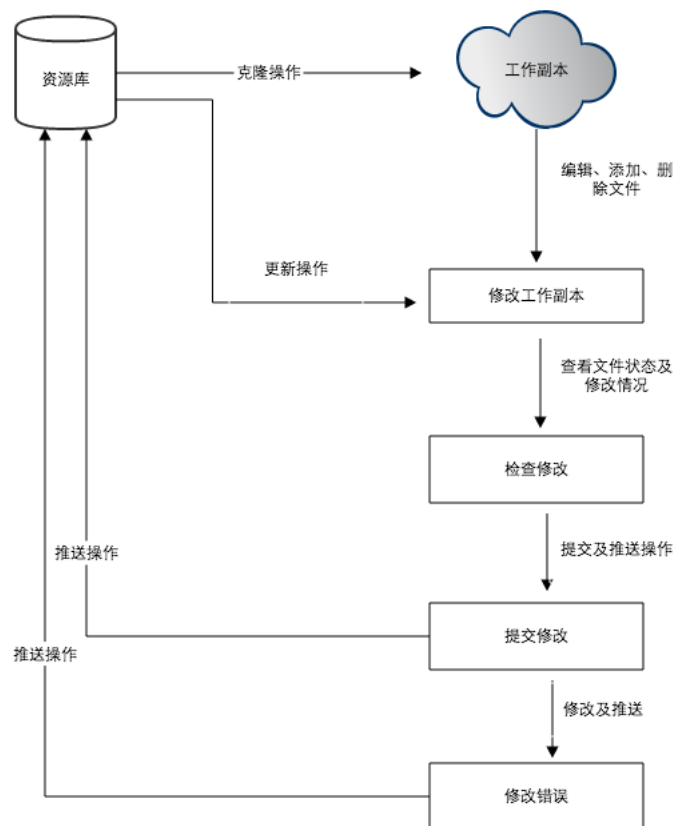 资源库
克隆操作
工作副本
编辑、添加、删
除文件
更新操作
修改工作副本
查看文件状态及
修改情况
检查修改
推送操作
提交及推送操作
提交修改
推送操作
修改及推送
修改错误